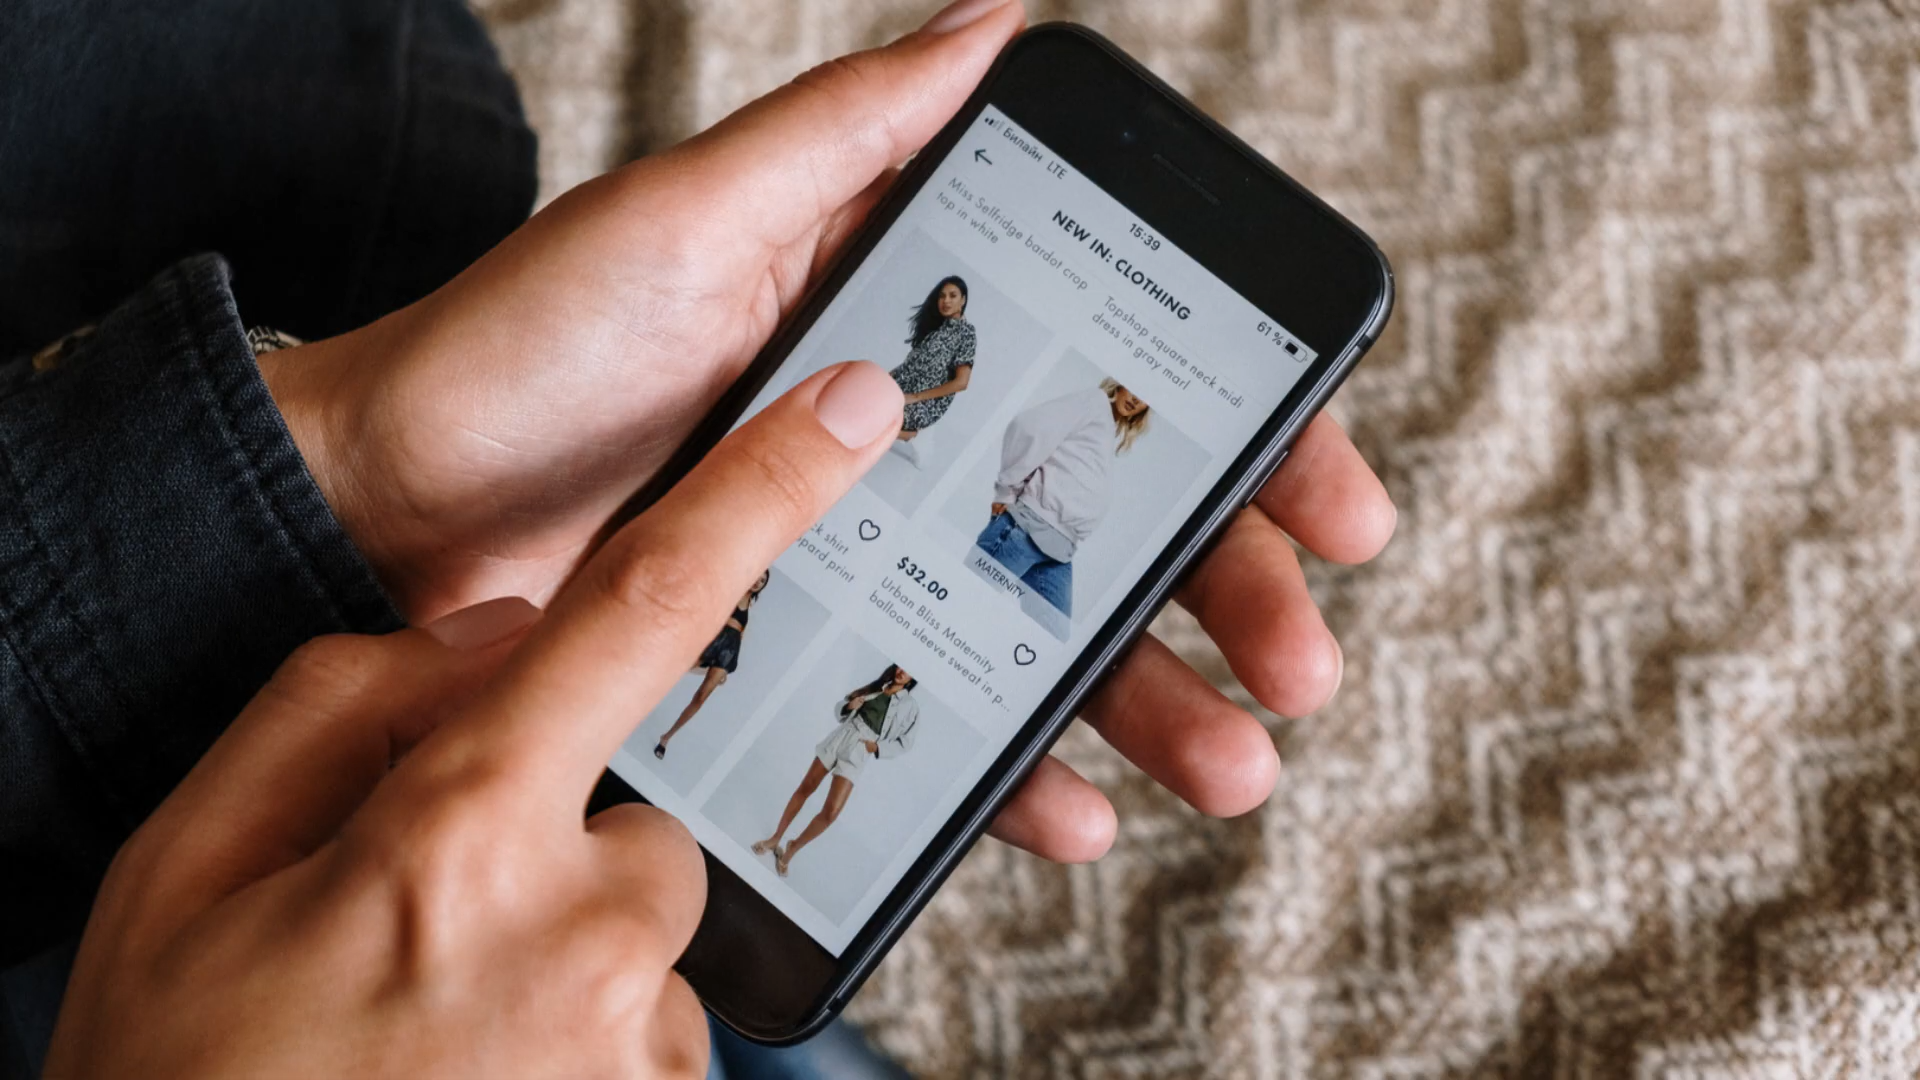 Билайн LTE
15:39
61 %
NEW IN: CLOTHING
Miss Selfridge bardot crop
top in white
Topshop square neck midi
dress in gray marl
MATERNITY
ck shirt
pard print
$32.00
Urban Bliss Maternity
balloon sleeve sweat in p...